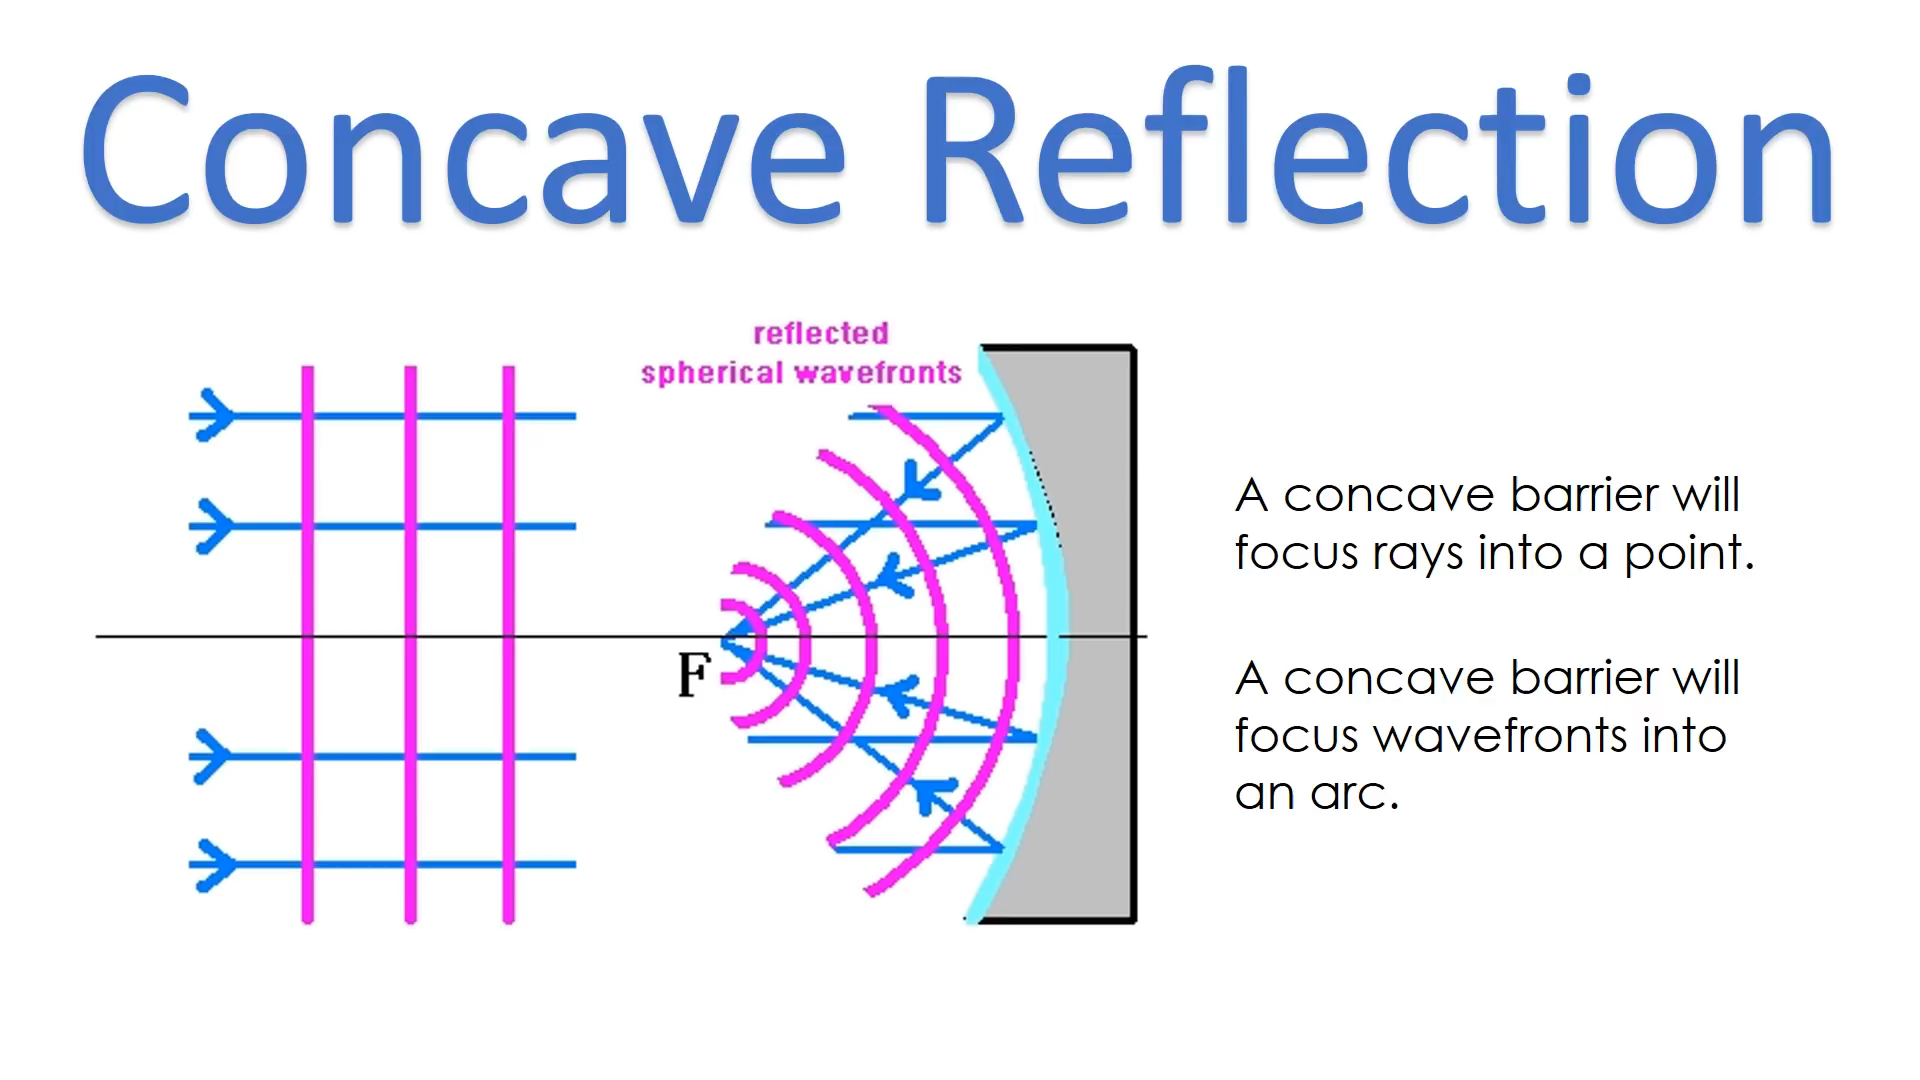 Concave Reflection
reflected
spherical wavefronts
F
A concave barrier will
focus rays into a point.
A concave barrier will
focus wavefronts into
an arc.